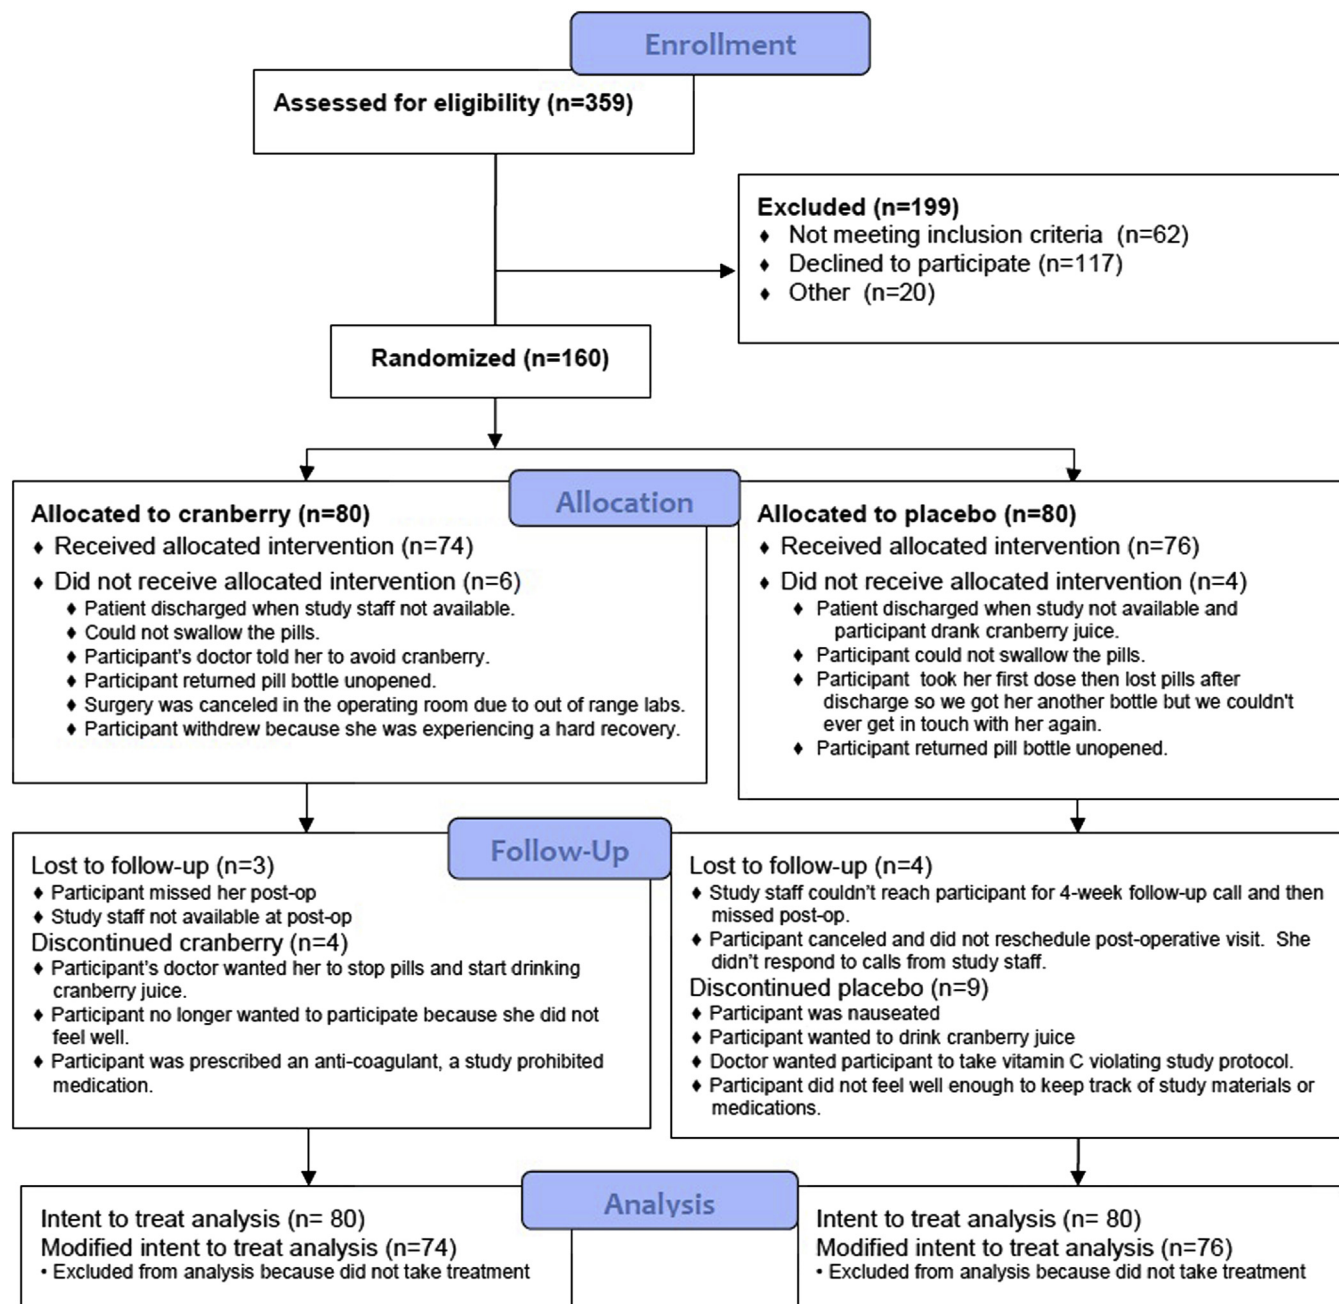 Enrollment
Assessed for eligibility (n=359)
Excluded (n=199)
♦ Not meeting inclusion criteria (n=62)
♦ Declined to participate (n=117)
♦ Other (n=20)
Randomized (n=160)
Allocation
Allocated to cranberry (n=80)
♦ Received allocated intervention (n=74)
♦ Did not receive allocated intervention (n=6)
♦ Patient discharged when study staff not available.
♦ Could not swallow the pills.
♦ Participant's doctor told her to avoid cranberry.
♦ Participant returned pill bottle unopened.
♦ Surgery was canceled in the operating room due to out of range labs.
♦ Participant withdrew because she was experiencing a hard recovery.
Allocated to placebo (n=80)
♦ Received allocated intervention (n=76)
♦ Did not receive allocated intervention (n=4)
♦ Patient discharged when study not available and
participant drank cranberry juice.
♦ Participant could not swallow the pills.
♦ Participant took her first dose then lost pills after
discharge so we got her another bottle but we couldn't
ever get in touch with her again.
♦ Participant returned pill bottle unopened.
Follow-Up
Lost to follow-up (n=3)
♦ Participant missed her post-op
♦ Study staff not available at post-op
Discontinued cranberry (n=4)
♦ Participant's doctor wanted her to stop pills and start drinking
cranberry juice.
♦ Participant no longer wanted to participate because she did not
feel well.
♦ Participant was prescribed an anti-coagulant, a study prohibited
medication.
Lost to follow-up (n=4)
♦ Study staff couldn't reach participant for 4-week follow-up call and then
missed post-op.
♦ Participant canceled and did not reschedule post-operative visit. She
didn't respond to calls from study staff.
Discontinued placebo (n=9)
♦ Participant was nauseated
♦ Participant wanted to drink cranberry juice
♦ Doctor wanted participant to take vitamin C violating study protocol.
♦ Participant did not feel well enough to keep track of study materials or
medications.
Analysis
Intent to treat analysis (n= 80)
Modified intent to treat analysis (n=74)
• Excluded from analysis because did not take treatment
Intent to treat analysis (n= 80)
Modified intent to treat analysis (n=76)
• Excluded from analysis because did not take treatment